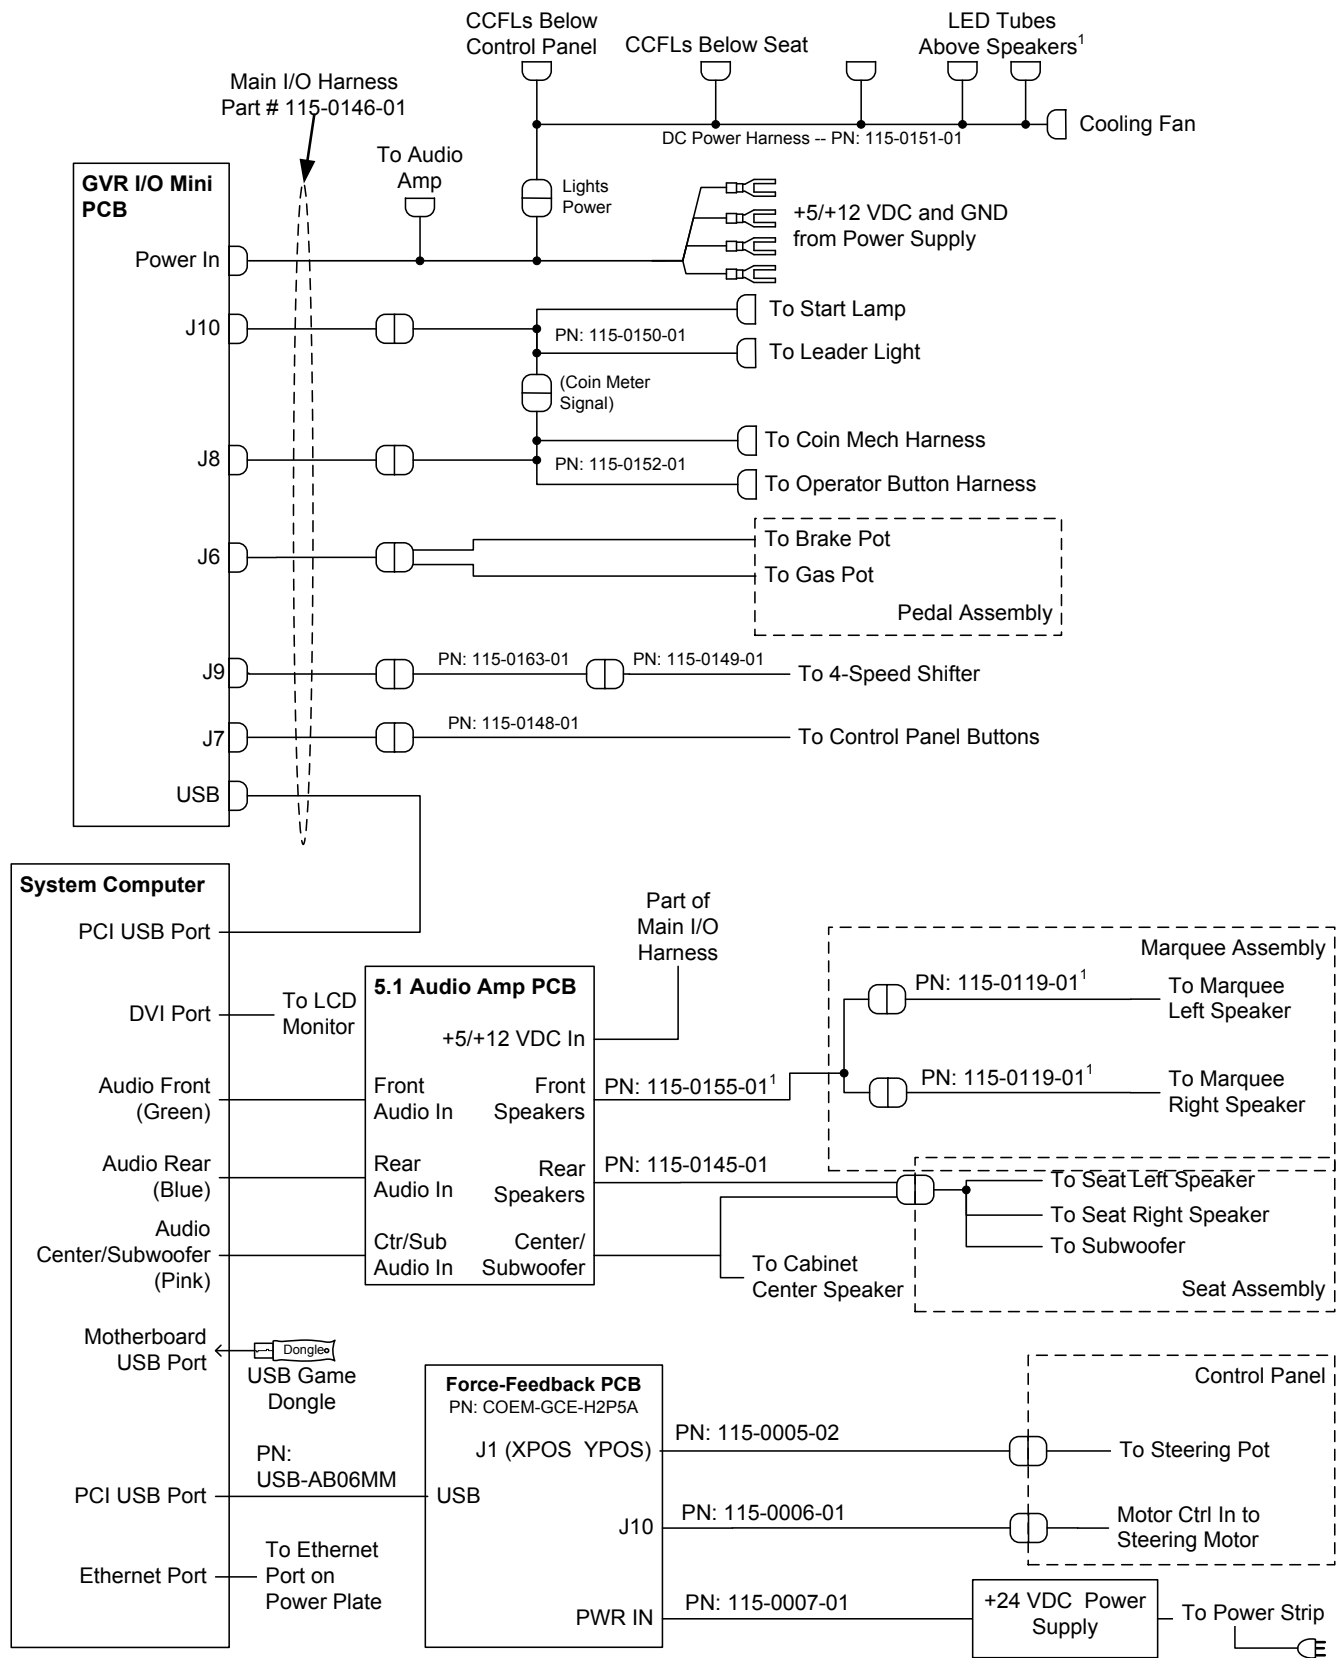 CCFLs Below
Control Panel
CCFLs Below Seat
LED Tubes
Above Speakers1
Main I/O Harness
Part # 115-0146-01
Cooling Fan
DC Power Harness -- PN: 115-0151-01
To Audio
Amp
GVR I/O Mini
PCB
Lights
Power
+5/+12 VDC and GND
from Power Supply
Power In
J10
To Start Lamp
PN: 115-0150-01
To Leader Light
(Coin Meter
Signal)
To Coin Mech Harness
J8
PN: 115-0152-01
To Operator Button Harness
J6
To Brake Pot
To Gas Pot
Pedal Assembly
J9
PN: 115-0163-01
PN: 115-0149-01
To 4-Speed Shifter
J7
PN: 115-0148-01
To Control Panel Buttons
USB
System Computer
PCI USB Port
Part of
Main I/O
Harness
Marquee Assembly
5.1 Audio Amp PCB
DVI Port
To LCD
Monitor
+5/+12 VDC In
PN: 115-0119-011
To Marquee
Left Speaker
Audio Front
(Green)
Front
Audio In
Front
Speakers
PN: 115-0155-011
PN: 115-0119-011
To Marquee
Right Speaker
Audio Rear
(Blue)
Rear
Audio In
Rear
Speakers
PN: 115-0145-01
To Seat Left Speaker
To Seat Right Speaker
To Subwoofer
Seat Assembly
Audio
Center/Subwoofer
(Pink)
Ctr/Sub
Audio In
Center/
Subwoofer
To Cabinet
Center Speaker
Motherboard
USB Port
Dongle
USB Game
Dongle
Force-Feedback PCB
PN: COEM-GCE-H2P5A
Control Panel
J1 (XPOS YPOS)
PN: 115-0005-02
To Steering Pot
PN:
USB-AB06MM
PCI USB Port
USB
J10
PN: 115-0006-01
Motor Ctrl In to
Steering Motor
Ethernet Port
To Ethernet
Port on
Power Plate
PWR IN
PN: 115-0007-01
+24 VDC Power
Supply
To Power Strip